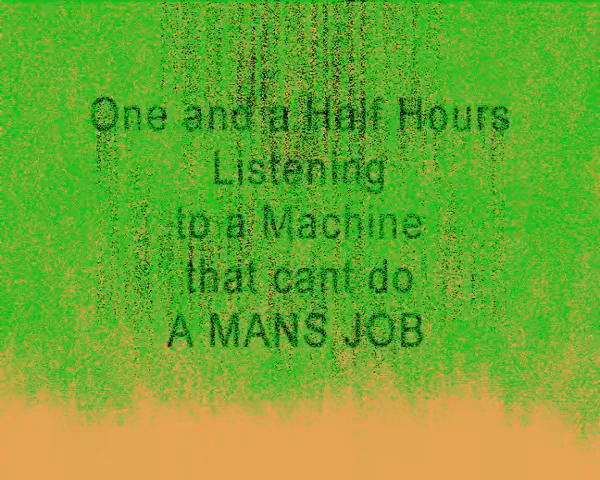 One and a Half Hours
Listening
to a Machine
that cant do
A MANS JOB